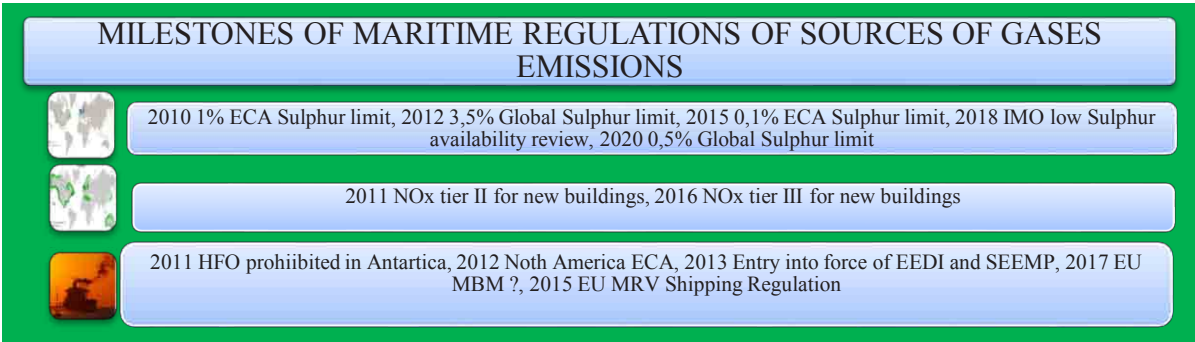 MILESTONES OF MARITIME REGULATIONS OF SOURCES OF GASES
EMISSIONS
2010 1% ECA Sulphur limit, 2012 3,5% Global Sulphur limit, 2015 0,1% ECA Sulphur limit, 2018 IMO low Sulphur
availability review, 2020 0,5% Global Sulphur limit
2011 NOx tier II for new buildings, 2016 NOx tier III for new buildings
2011 HFO prohiibited in Antartica, 2012 Noth America ECA, 2013 Entry into force of EEDI and SEEMP, 2017 EU
MBM ?, 2015 EU MRV Shipping Regulation